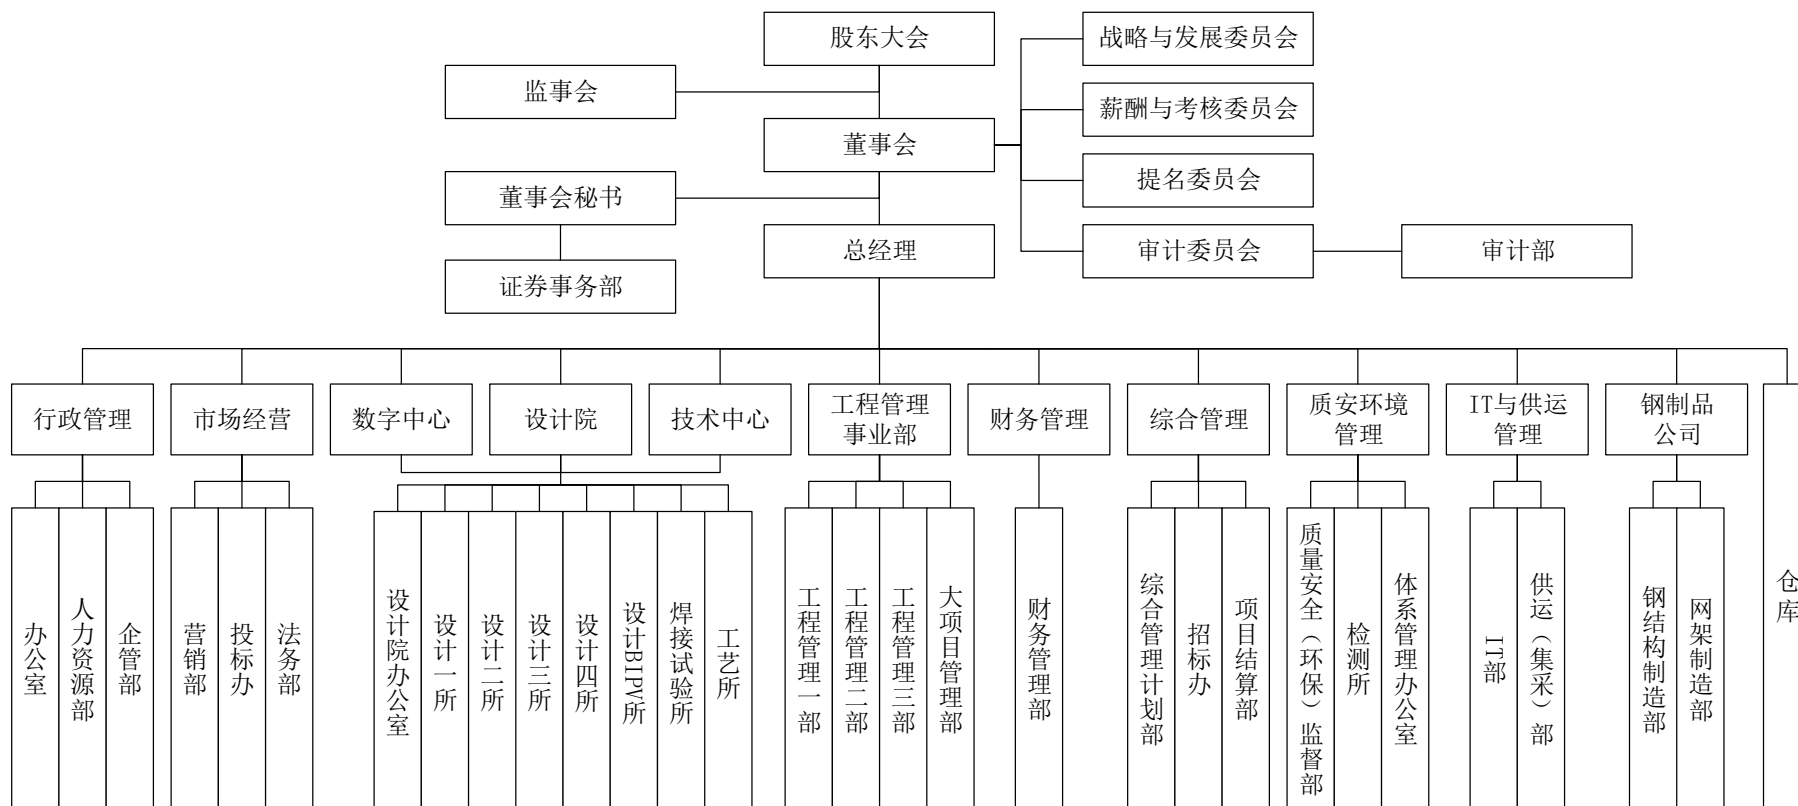 股东大会
战略与发展委员会
监事会
薪酬与考核委员会
董事会
提名委员会
董事会秘书
总经理
审计委员会
审计部
证券事务部
行政管理
市场经营
数字中心
设计院
技术中心
工程管理
事业部
财务管理
综合管理
质安环境
管理
IT与供运
管理
钢制品
公司
仓库
办公室
人力资源部
企管部
营销部
投标办
法务部
设计院办公室
设计一所
设计二所
设计三所
设计四所
设计BIPV所
焊接试验所
工艺所
工程管理一部
工程管理二部
工程管理三部
大项目管理部
财务管理部
综合管理计划部
招标办
项目结算部
质量安全（环保）监督部
检测所
体系管理办公室
IT部
供运（集采）部
钢结构制造部
网架制造部